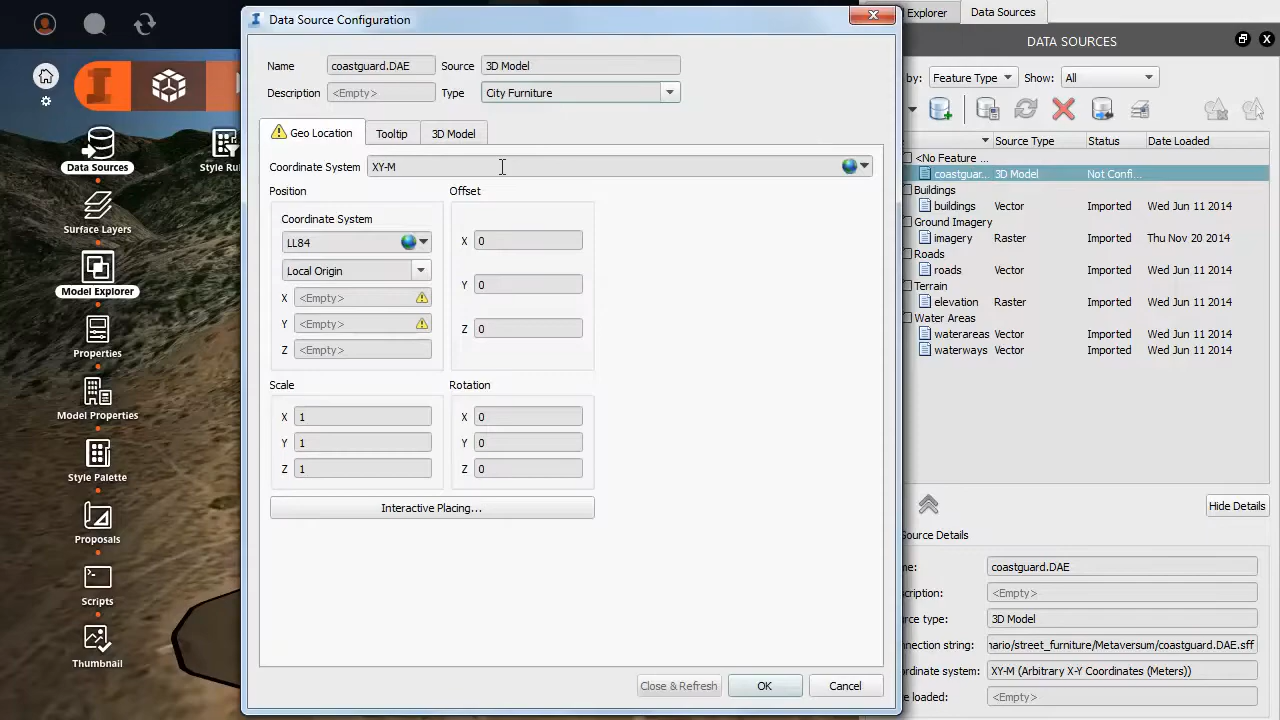 Data Source Configuration
Name
coastguard.DAE
Source
3D Model
Description
<Empty>
Type
City Furniture
Geo Location
Tooltip
3D Model
Coordinate System
XY-M
Position
Coordinate System
LL84
Local Origin
X <Empty>
Y <Empty>
Z <Empty>
Offset
X 0
Y 0
Z 0
Scale
X 1
Y 1
Z 1
Rotation
X 0
Y 0
Z 0
Interactive Placing...
Close & Refresh
OK
Cancel
Data Sources
Style Ru
Surface Layers
Model Explorer
Properties
Model Properties
Style Palette
Proposals
Scripts
Thumbnail
Explorer
Data Sources
DATA SOURCES
by:
Feature Type
Show:
All
Source Type
Status
Date Loaded
<No Feature ...
coastguar... 3D Model Not Confi...
Buildings
buildings Vector Imported Wed Jun 11 2014
Ground Imagery
imagery Raster Imported Thu Nov 20 2014
Roads
roads Vector Imported Wed Jun 11 2014
Terrain
elevation Raster Imported Wed Jun 11 2014
Water Areas
waterareas Vector Imported Wed Jun 11 2014
waterways Vector Imported Wed Jun 11 2014
Hide Details
Source Details
me: coastguard.DAE
scription: <Empty>
urce type: 3D Model
nnection string: nario/street_furniture/Metaversum/coastguard.DAE.sff
ordinate system: XY-M (Arbitrary X-Y Coordinates (Meters))
e loaded: <Empty>